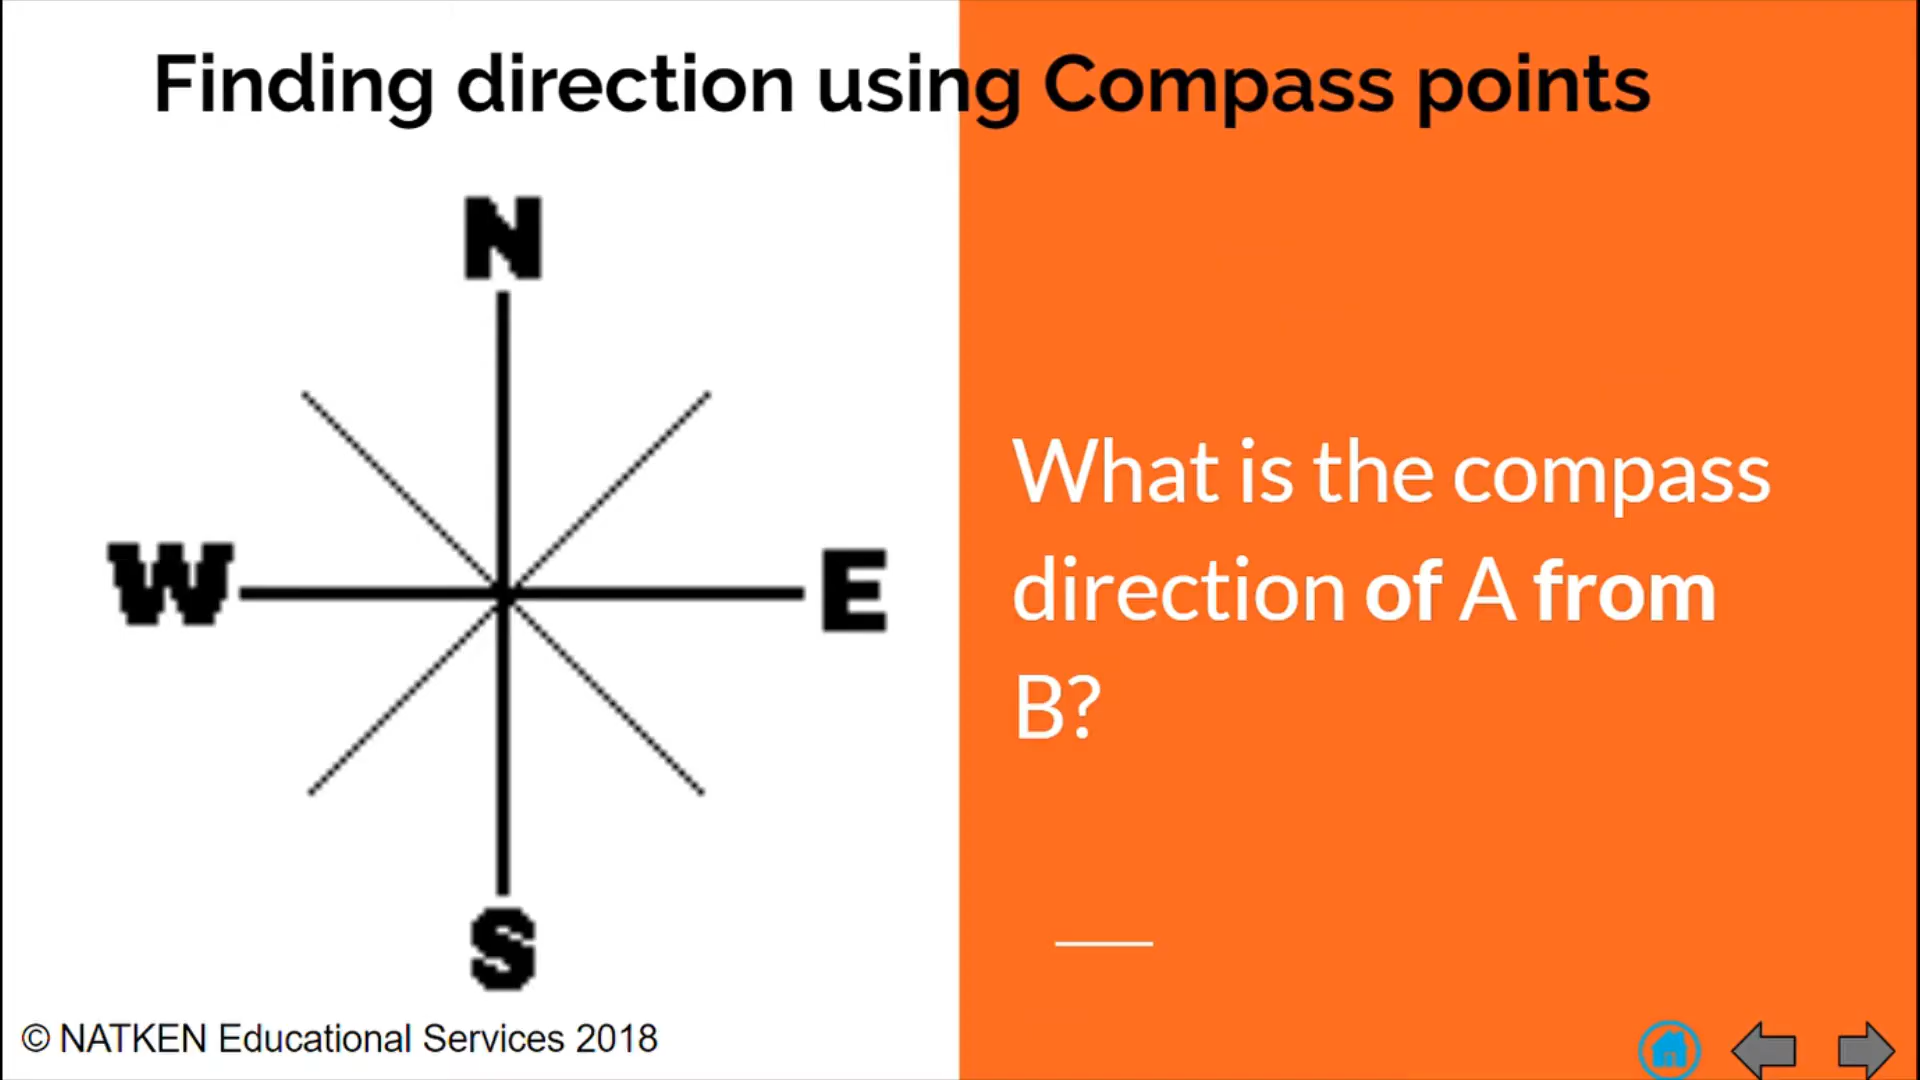 Finding direction using Compass points
N
W
E
S
What is the compass
direction of A from
B?
© NATKEN Educational Services 2018